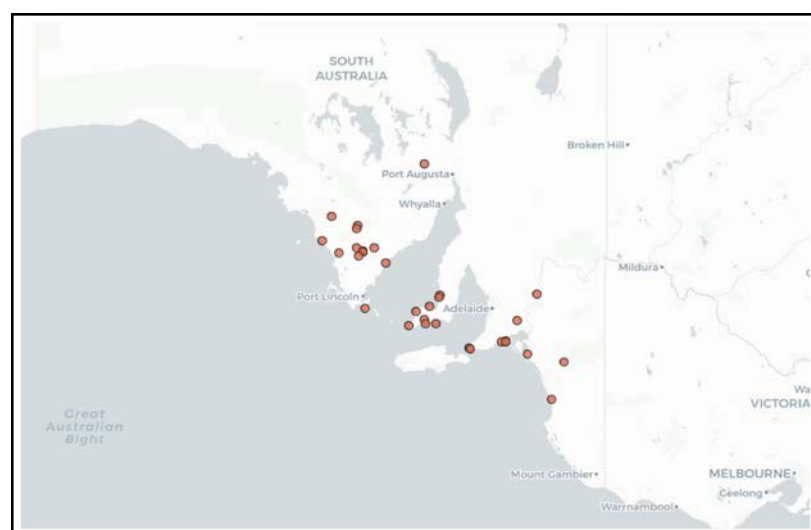 SOUTH
AUSTRALIA
Broken Hill
Port Augusta
Whyalla
Mildura
Port Lincoln
Adelaide
Great
Australian
Bight
VICTORIA
Mount Gambier
MELBOURNE
Geelong
Warrnambool